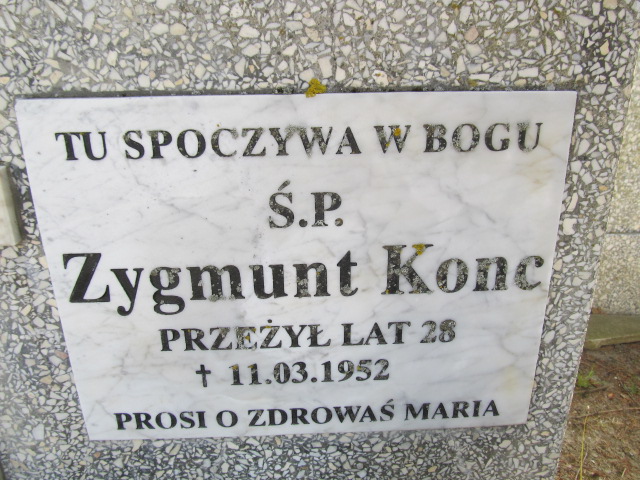 TU SPOCZYWA W BOGU
Ś.P.
Zygmunt Konc
PRZEŻYŁ LAT 28
† 11.03.1952
PROSI O ZDROWAŚ MARIA